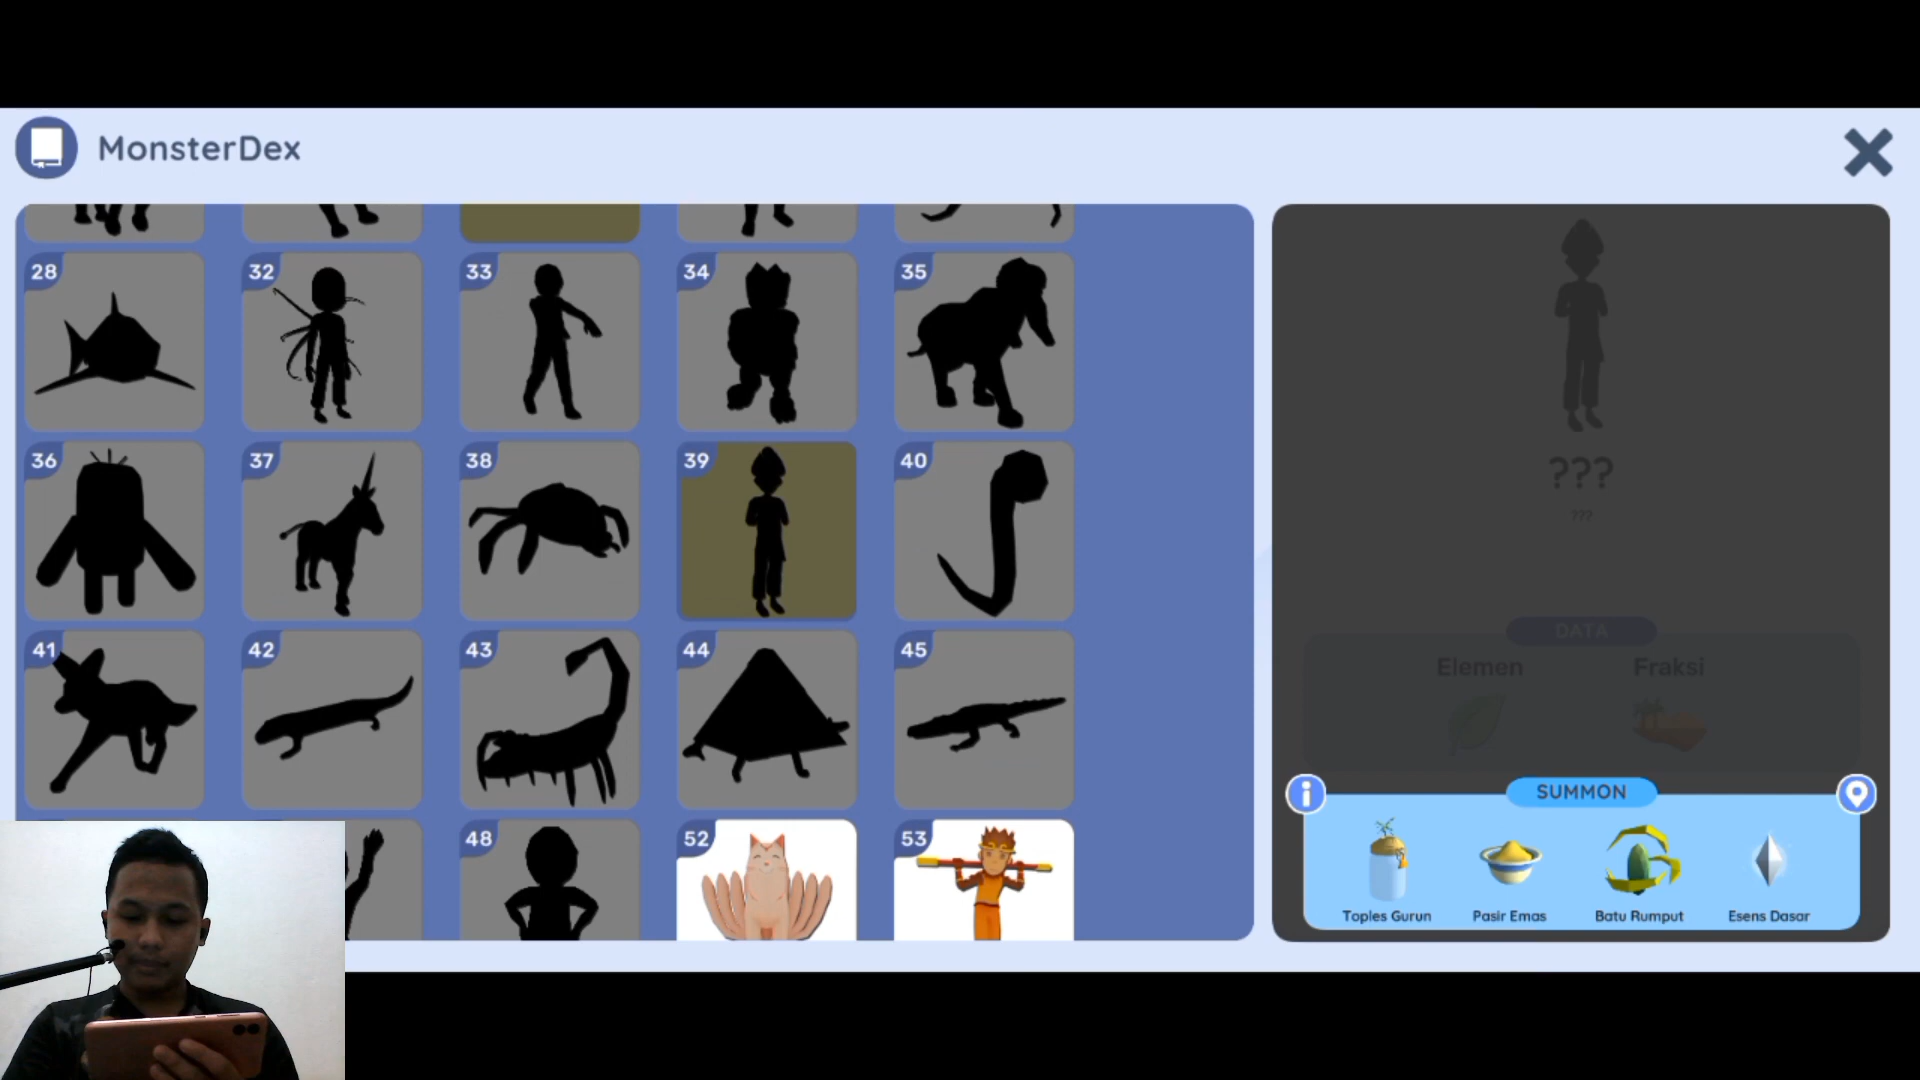 MonsterDex
28
32
33
34
35
36
37
38
39
40
41
42
43
44
45
48
52
53
???
???
DATA
Elemen
Fraksi
SUMMON
Toples Gurun
Pasir Emas
Batu Rumput
Esens Dasar